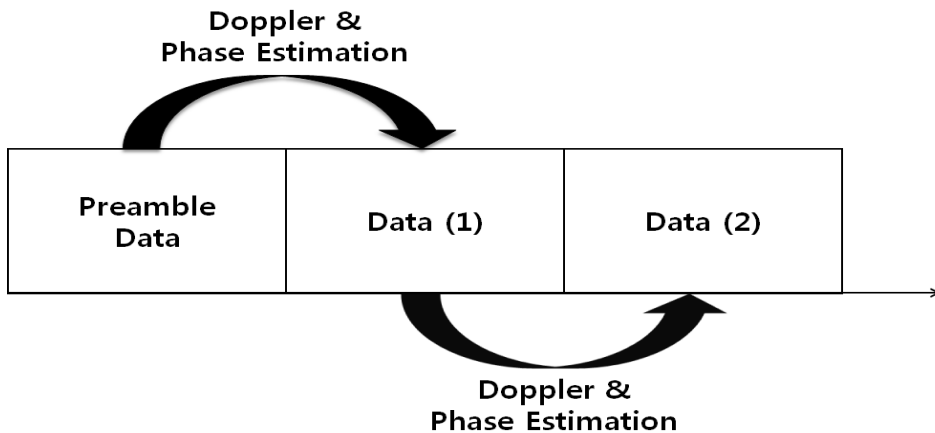 Doppler &
Phase Estimation
Preamble
Data
Data (1)
Data (2)
Doppler &
Phase Estimation